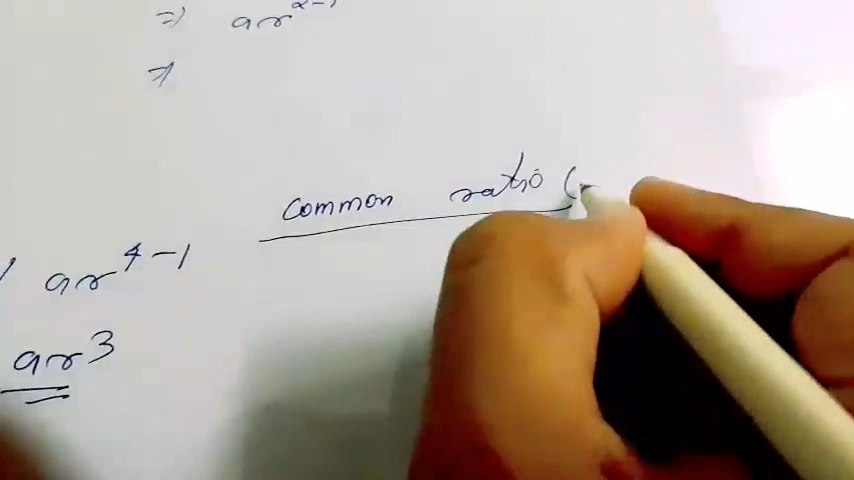 => ar^2-1
=>
common ratio (
ar^4-1
ar^3